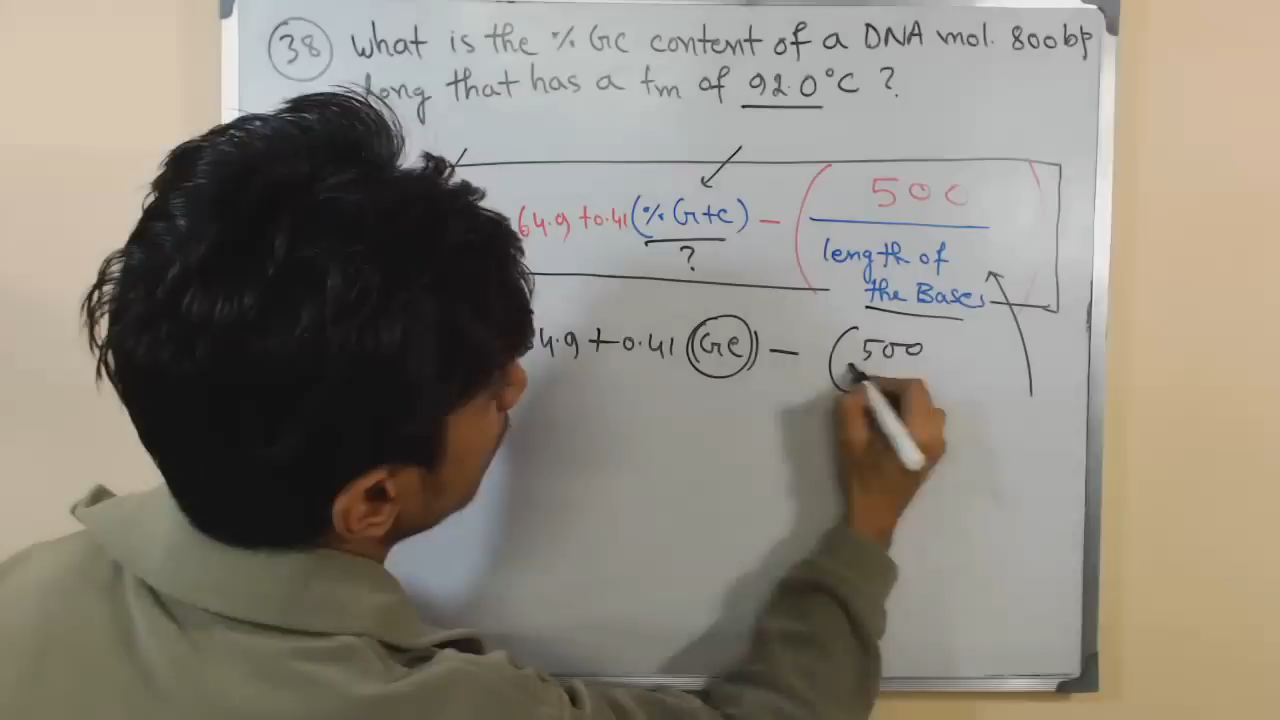 38 What is the % GC content of a DNA mol. 800bp
long that has a tm of 92.0°C ?
64.9 +0.41 (% G+C) – ( 500 )
?
length of
the Bases
4.9 + 0.41 (GC) – ( 500